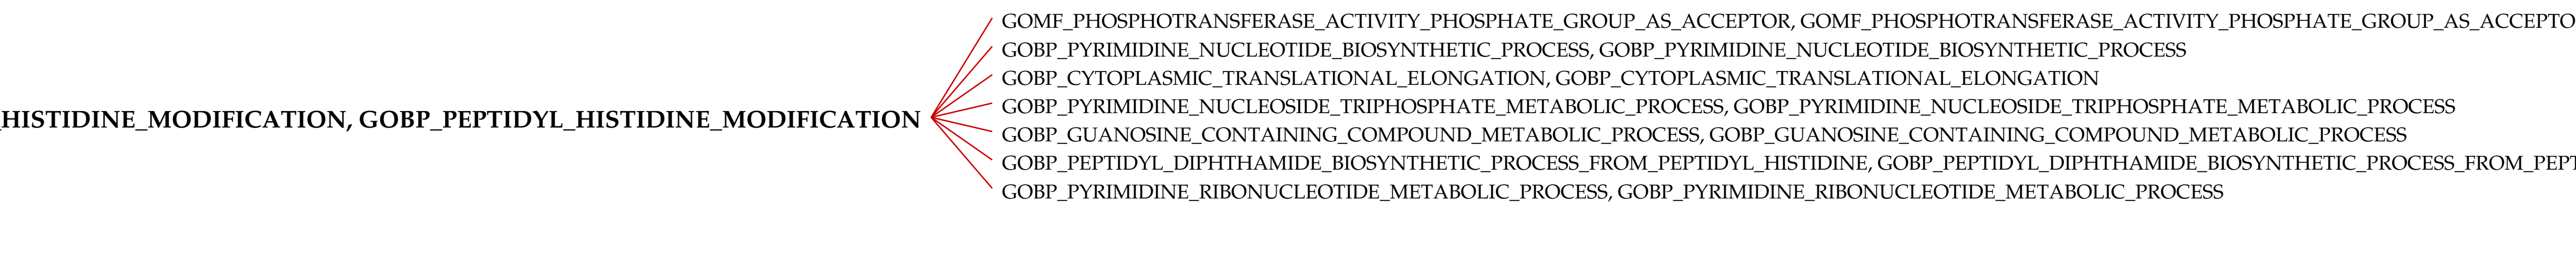 GOMF_PHOSPHOTRANSFERASE_ACTIVITY_PHOSPHATE_GROUP_AS_ACCEPTOR, GOMF_PHOSPHOTRANSFERASE_ACTIVITY_PHOSPHATE_GROUP_AS_ACCEPTO
GOBP_PYRIMIDINE_NUCLEOTIDE_BIOSYNTHETIC_PROCESS, GOBP_PYRIMIDINE_NUCLEOTIDE_BIOSYNTHETIC_PROCESS
GOBP_CYTOPLASMIC_TRANSLATIONAL_ELONGATION, GOBP_CYTOPLASMIC_TRANSLATIONAL_ELONGATION
GOBP_PYRIMIDINE_NUCLEOSIDE_TRIPHOSPHATE_METABOLIC_PROCESS, GOBP_PYRIMIDINE_NUCLEOSIDE_TRIPHOSPHATE_METABOLIC_PROCESS
HISTIDINE_MODIFICATION, GOBP_PEPTIDYL_HISTIDINE_MODIFICATION
GOBP_GUANOSINE_CONTAINING_COMPOUND_METABOLIC_PROCESS, GOBP_GUANOSINE_CONTAINING_COMPOUND_METABOLIC_PROCESS
GOBP_PEPTIDYL_DIPHTHAMIDE_BIOSYNTHETIC_PROCESS_FROM_PEPTIDYL_HISTIDINE, GOBP_PEPTIDYL_DIPHTHAMIDE_BIOSYNTHETIC_PROCESS_FROM_PEPT
GOBP_PYRIMIDINE_RIBONUCLEOTIDE_METABOLIC_PROCESS, GOBP_PYRIMIDINE_RIBONUCLEOTIDE_METABOLIC_PROCESS